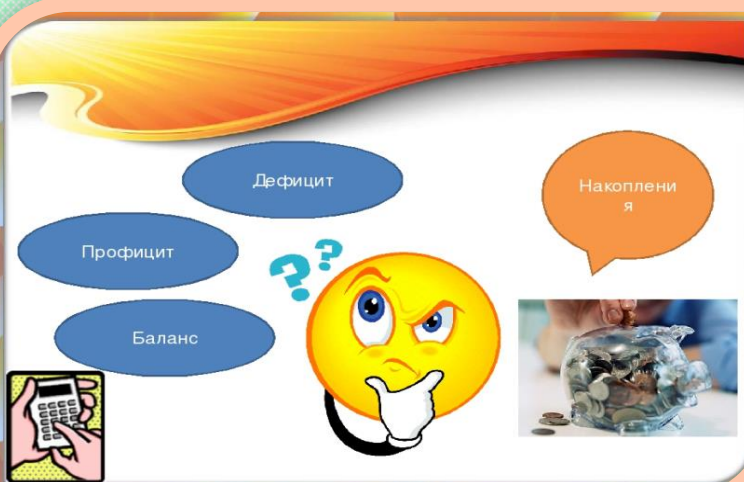 Дефицит
Накоплени
я
Профицит
Баланс
??